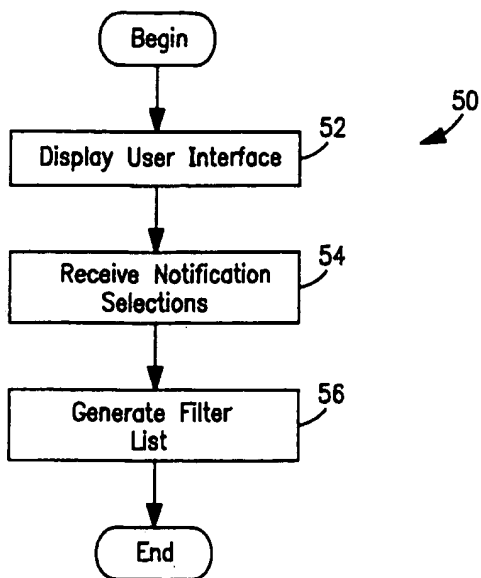 Begin
50
52
Display User Interface
54
Receive Notification
Selections
56
Generate Filter
List
End